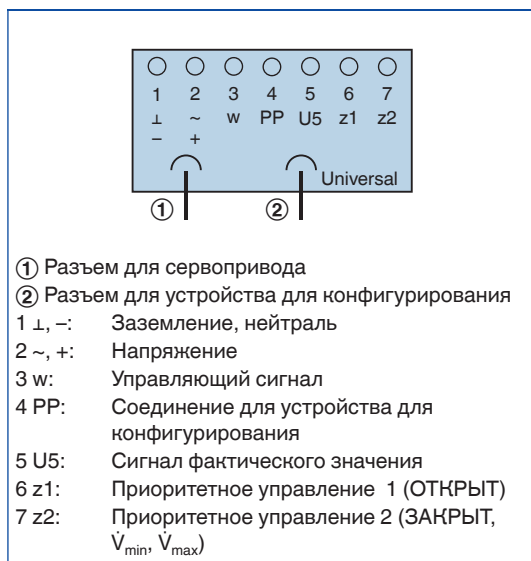 1 2 3 4 5 6 7
⊥ ~ w PP U5 z1 z2
– +
Universal
① ②
① Разъем для сервопривода
② Разъем для устройства для конфигурирования
1 ⊥, –: Заземление, нейтраль
2 ~, +: Напряжение
3 w: Управляющий сигнал
4 PP: Соединение для устройства для
конфигурирования
5 U5: Сигнал фактического значения
6 z1: Приоритетное управление 1 (ОТКРЫТ)
7 z2: Приоритетное управление 2 (ЗАКРЫТ,
V̇min, V̇max)